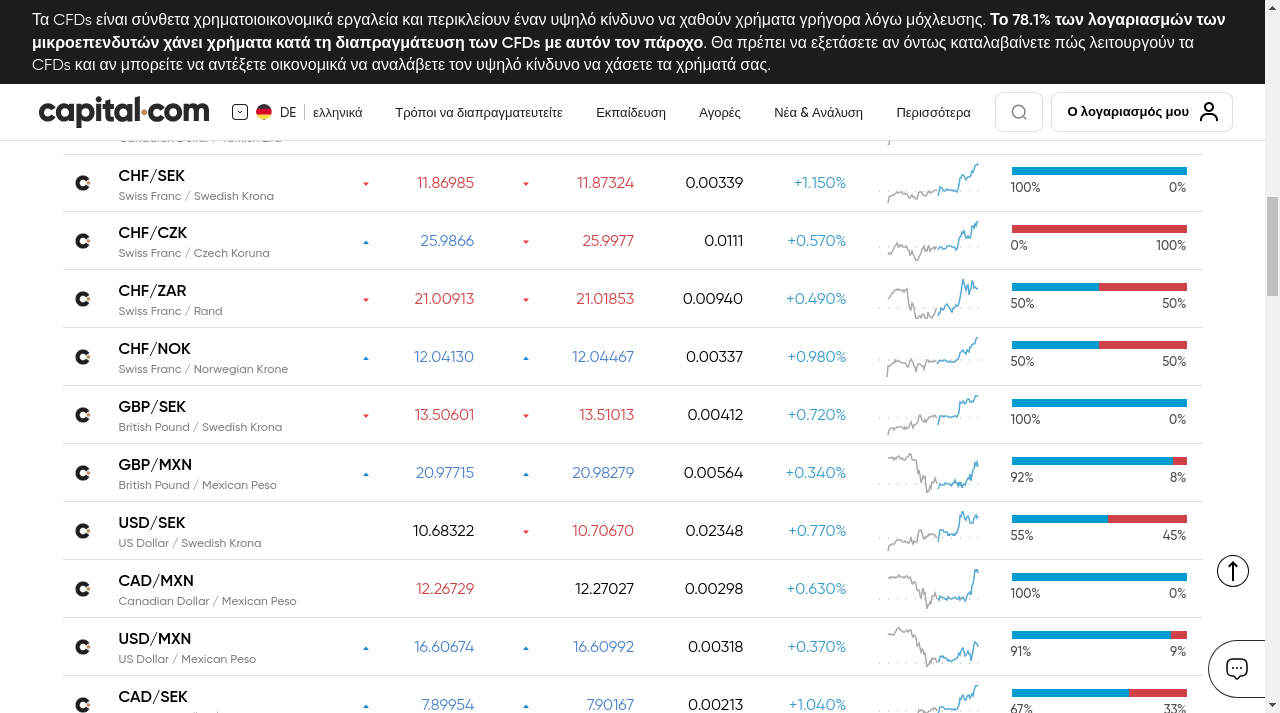 Τα CFDs είναι σύνθετα χρηματοιοικονομικά εργαλεία και περικλείουν έναν υψηλό κίνδυνο να χαθούν χρήματα γρήγορα λόγω μόχλευσης. Το 78.1% των λογαριασμών των
μικροεπενδυτών χάνει χρήματα κατά τη διαπραγμάτευση των CFDs με αυτόν τον πάροχο. Θα πρέπει να εξετάσετε αν όντως καταλαβαίνετε πώς λειτουργούν τα
CFDs και αν μπορείτε να αντέξετε οικονομικά να αναλάβετε τον υψηλό κίνδυνο να χάσετε τα χρήματά σας.
capital.com DE ελληνικά Τρόποι να διαπραγματευτείτε Εκπαίδευση Αγορές Νέα & Ανάλυση Περισσότερα Ο λογαριασμός μου
CHF/SEK 11.86985 11.87324 0.00339 +1.150%
Swiss Franc / Swedish Krona 100% 0%
CHF/CZK 25.9866 25.9977 0.0111 +0.570%
Swiss Franc / Czech Koruna 0% 100%
CHF/ZAR 21.00913 21.01853 0.00940 +0.490%
Swiss Franc / Rand 50% 50%
CHF/NOK 12.04130 12.04467 0.00337 +0.980%
Swiss Franc / Norwegian Krone 50% 50%
GBP/SEK 13.50601 13.51013 0.00412 +0.720%
British Pound / Swedish Krona 100% 0%
GBP/MXN 20.97715 20.98279 0.00564 +0.340%
British Pound / Mexican Peso 92% 8%
USD/SEK 10.68322 10.70670 0.02348 +0.770%
US Dollar / Swedish Krona 55% 45%
CAD/MXN 12.26729 12.27027 0.00298 +0.630%
Canadian Dollar / Mexican Peso 100% 0%
USD/MXN 16.60674 16.60992 0.00318 +0.370%
US Dollar / Mexican Peso 91% 9%
CAD/SEK 7.89954 7.90167 0.00213 +1.040%
67% 33%